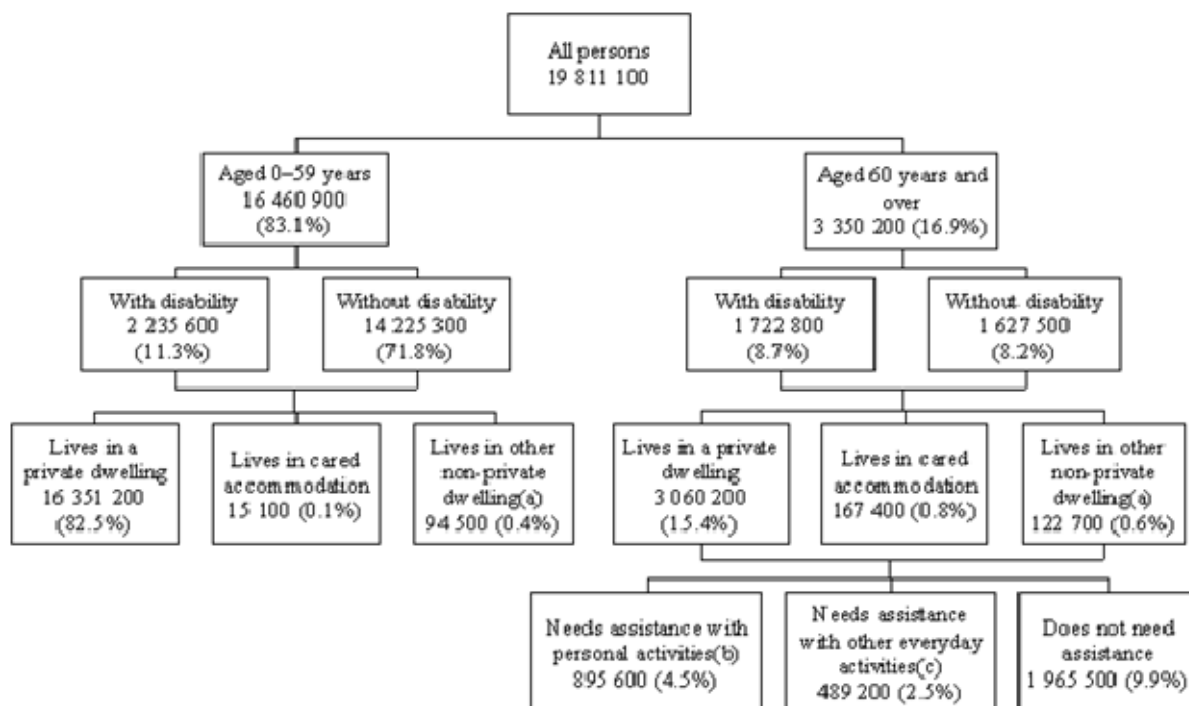 All persons
19 811 100
Aged 0–59 years
16 460 900
(83.1%)
Aged 60 years and
over
3 350 200 (16.9%)
With disability
2 235 600
(11.3%)
Without disability
14 225 300
(71.8%)
With disability
1 722 800
(8.7%)
Without disability
1 627 500
(8.2%)
Lives in a
private dwelling
16 351 200
(82.5%)
Lives in cared
accommodation
15 100 (0.1%)
Lives in other
non-private
dwelling(a)
94 500 (0.4%)
Lives in a private
dwelling
3 060 200
(15.4%)
Lives in cared
accommodation
167 400 (0.8%)
Lives in other
non-private
dwelling(a)
122 700 (0.6%)
Needs assistance with
personal activities(b)
895 600 (4.5%)
Needs assistance
with other everyday
activities(c)
489 200 (2.5%)
Does not need
assistance
1 965 500 (9.9%)